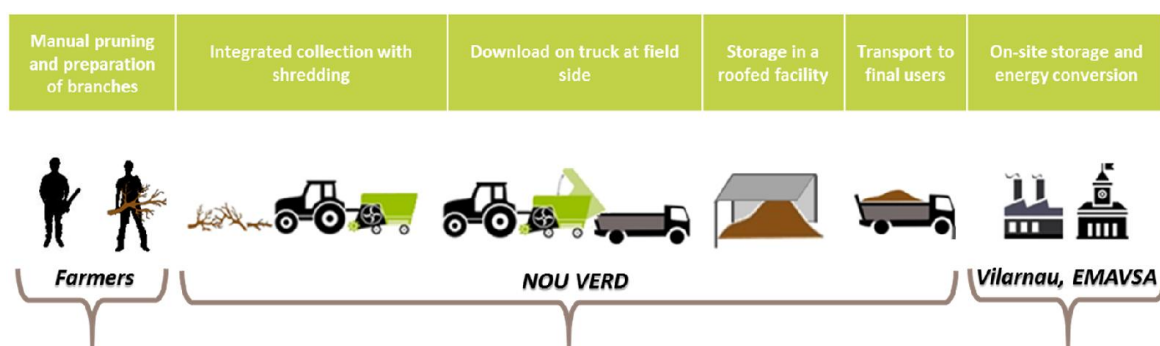 Manual pruning
and preparation
of branches
Integrated collection with
shredding
Download on truck at field
side
Storage in a
roofed facility
Transport to
final users
On-site storage and
energy conversion
Farmers
NOU VERD
Vilarnau, EMAVSA